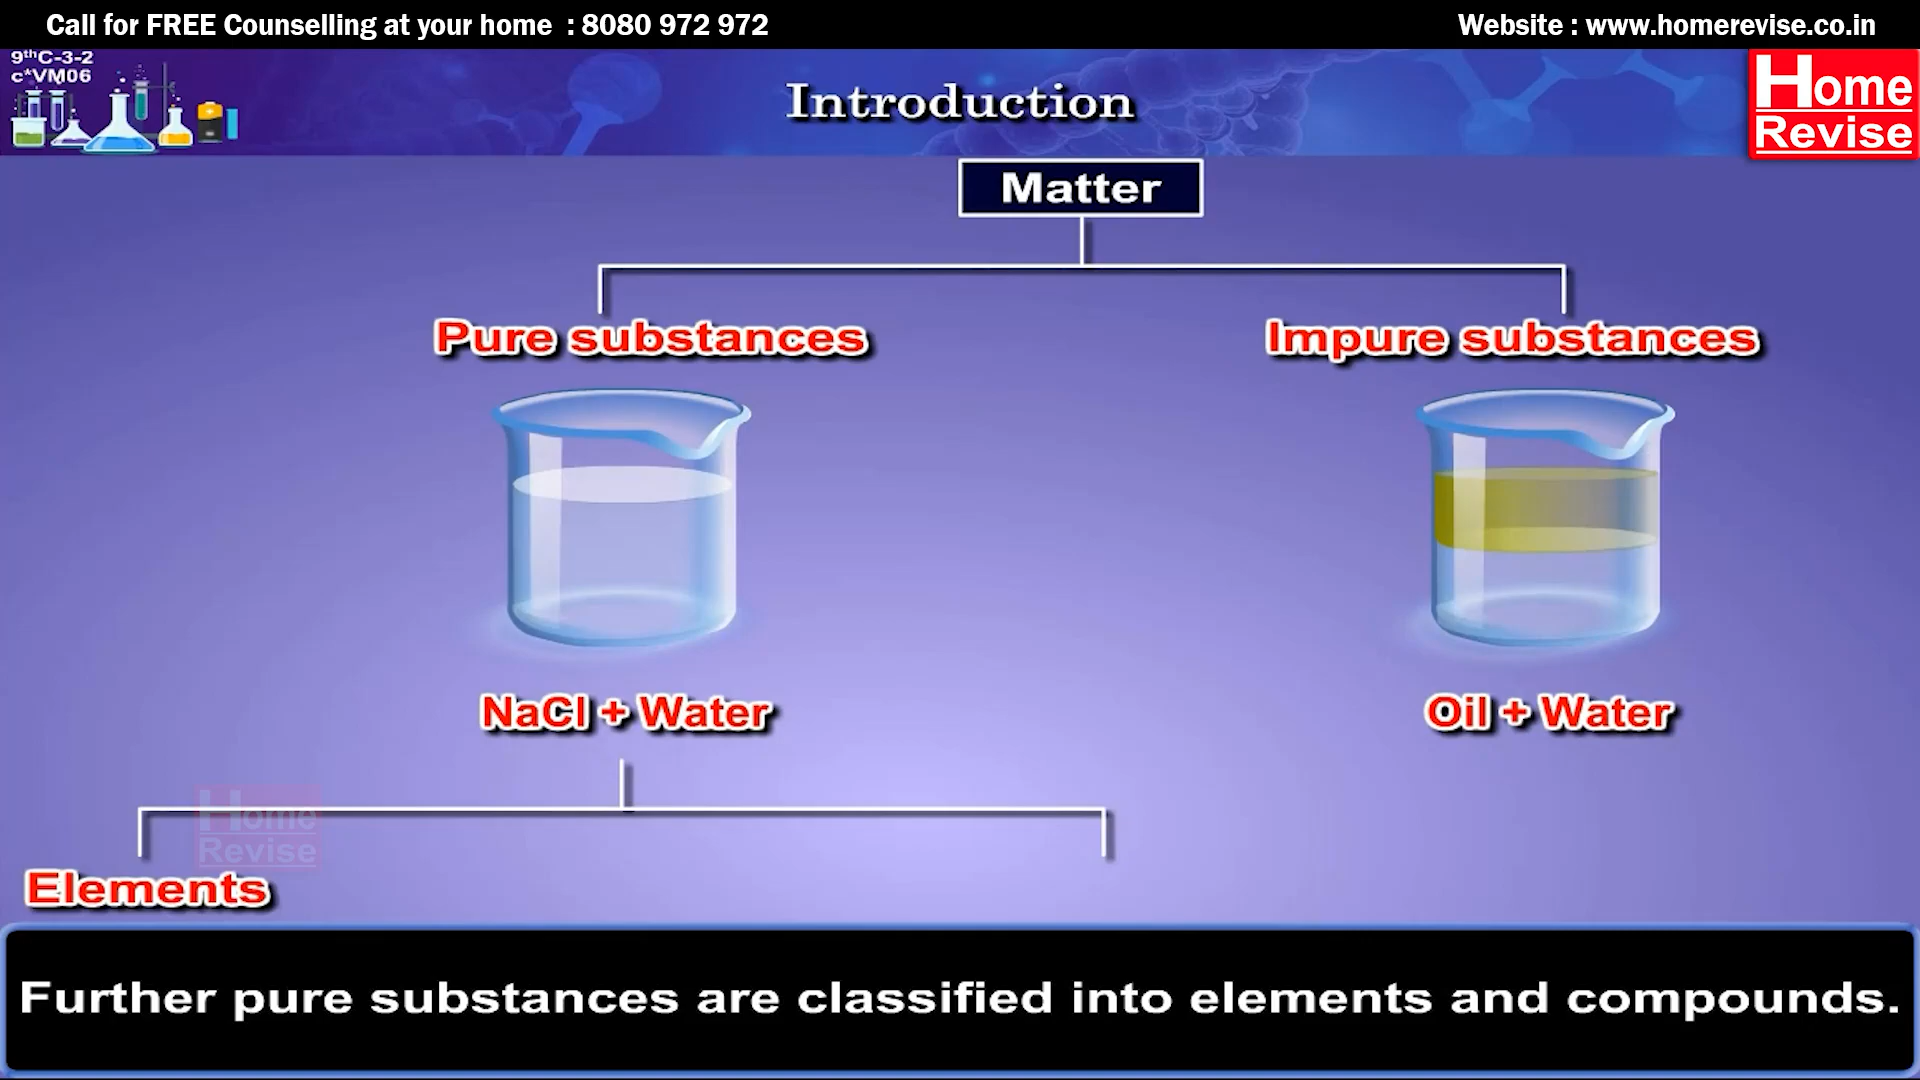 Call for FREE Counselling at your home : 8080 972 972
Website : www.homerevise.co.in
9thC-3-2
c*VM06
Introduction
Home
Revise
Matter
Pure substances
Impure substances
NaCl + Water
Oil + Water
Home
Revise
Elements
Further pure substances are classified into elements and compounds.